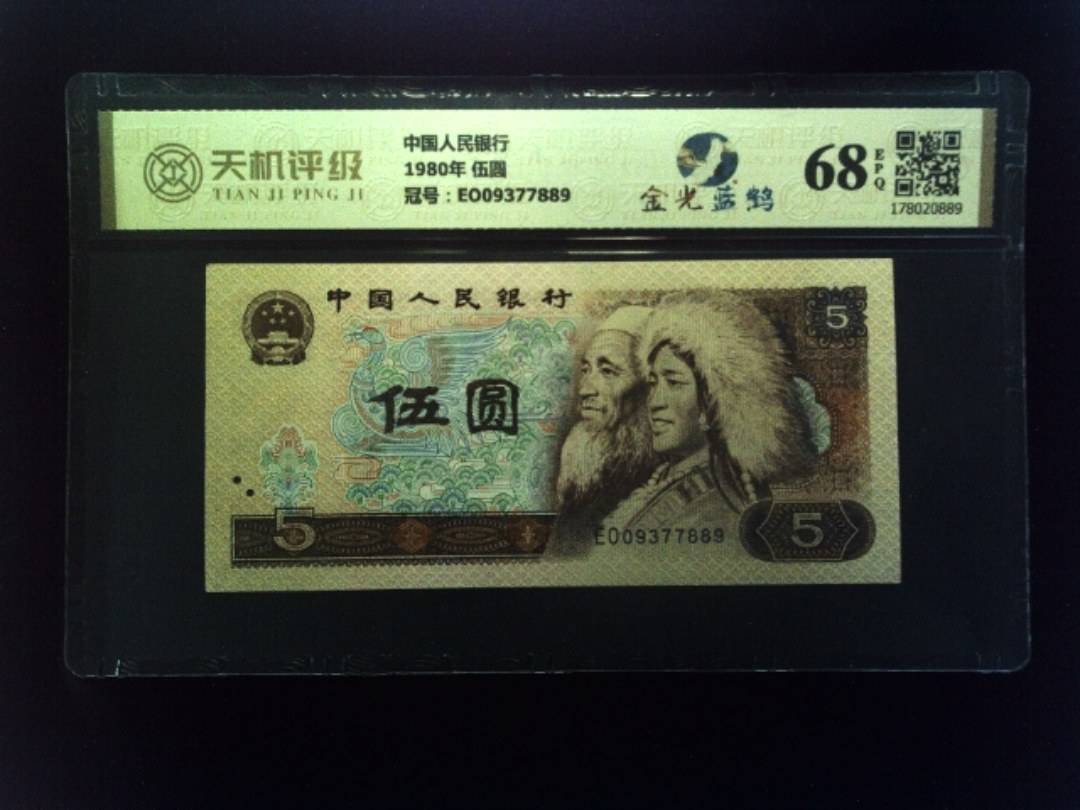 天机评级
TIAN JI PING JI
中国人民银行
1980年 伍圆
冠号：EO09377889
金光蓝鹤
68
EPQ
178020889
中国人民银行
5
伍圆
5
EO09377889
5